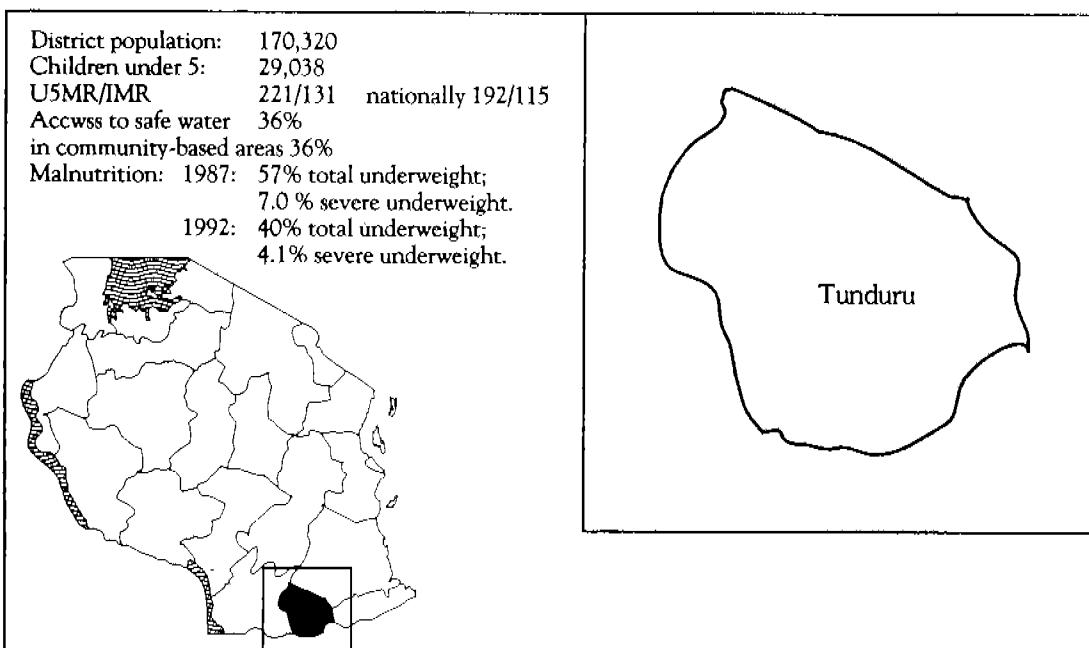 District population: 170,320
Children under 5: 29,038
U5MR/IMR 221/131 nationally 192/115
Accwss to safe water 36%
in community-based areas 36%
Malnutrition: 1987: 57% total underweight;
7.0 % severe underweight.
1992: 40% total underweight;
4.1% severe underweight.
Tunduru